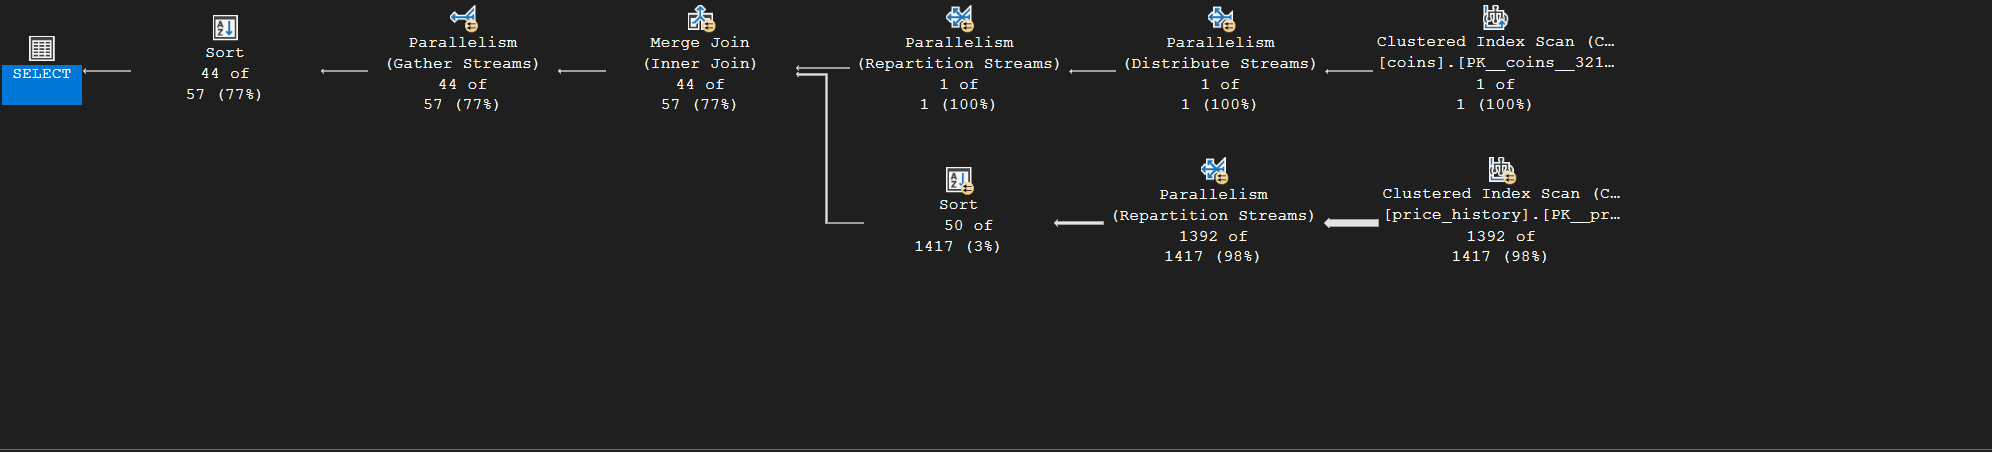 SELECT
Sort
44 of
57 (77%)
Parallelism
(Gather Streams)
44 of
57 (77%)
Merge Join
(Inner Join)
44 of
57 (77%)
Parallelism
(Repartition Streams)
1 of
1 (100%)
Parallelism
(Distribute Streams)
1 of
1 (100%)
Clustered Index Scan (C…
[coins].[PK__coins__321…
1 of
1 (100%)
Sort
50 of
1417 (3%)
Parallelism
(Repartition Streams)
1392 of
1417 (98%)
Clustered Index Scan (C…
[price_history].[PK__pr…
1392 of
1417 (98%)